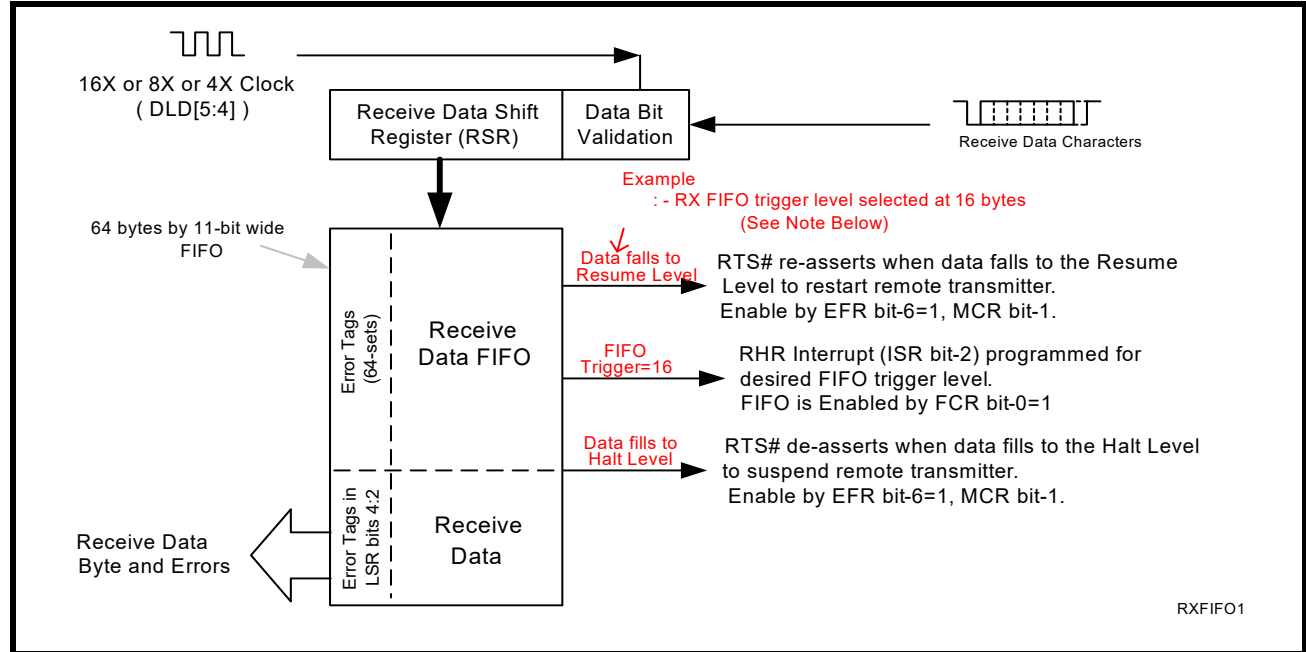 16X or 8X or 4X Clock
( DLD[5:4] )
Receive Data Shift
Register (RSR)
Data Bit
Validation
Receive Data Characters
Example
: - RX FIFO trigger level selected at 16 bytes
(See Note Below)
64 bytes by 11-bit wide
FIFO
Error Tags
(64-sets)
Receive
Data FIFO
Data falls to
Resume Level
RTS# re-asserts when data falls to the Resume
Level to restart remote transmitter.
Enable by EFR bit-6=1, MCR bit-1.
FIFO
Trigger=16
RHR Interrupt (ISR bit-2) programmed for
desired FIFO trigger level.
FIFO is Enabled by FCR bit-0=1
Data fills to
Halt Level
RTS# de-asserts when data fills to the Halt Level
to suspend remote transmitter.
Enable by EFR bit-6=1, MCR bit-1.
Error Tags in
LSR bits 4:2
Receive
Data
Receive Data
Byte and Errors
RXFIFO1